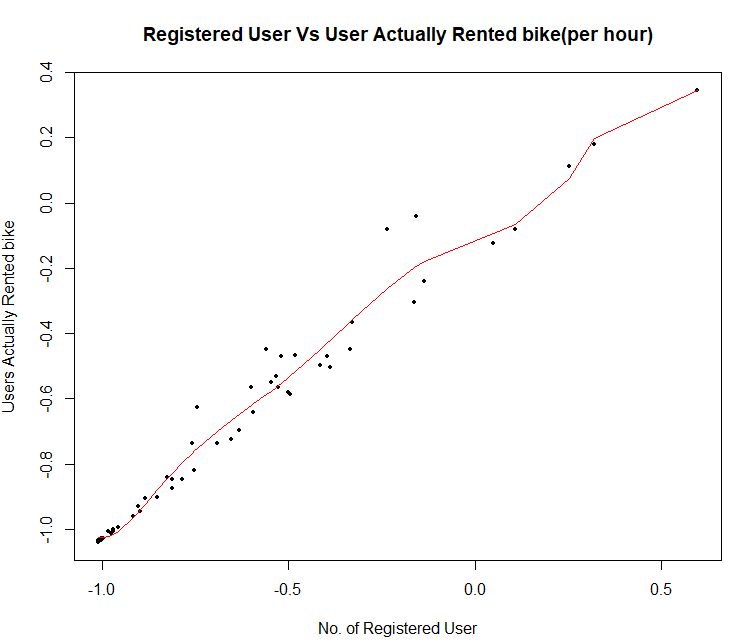 Registered User Vs User Actually Rented bike(per hour)
Users Actually Rented bike
0.4
0.2
0.0
-0.2
-0.4
-0.6
-0.8
-1.0
-1.0 -0.5 0.0 0.5
No. of Registered User